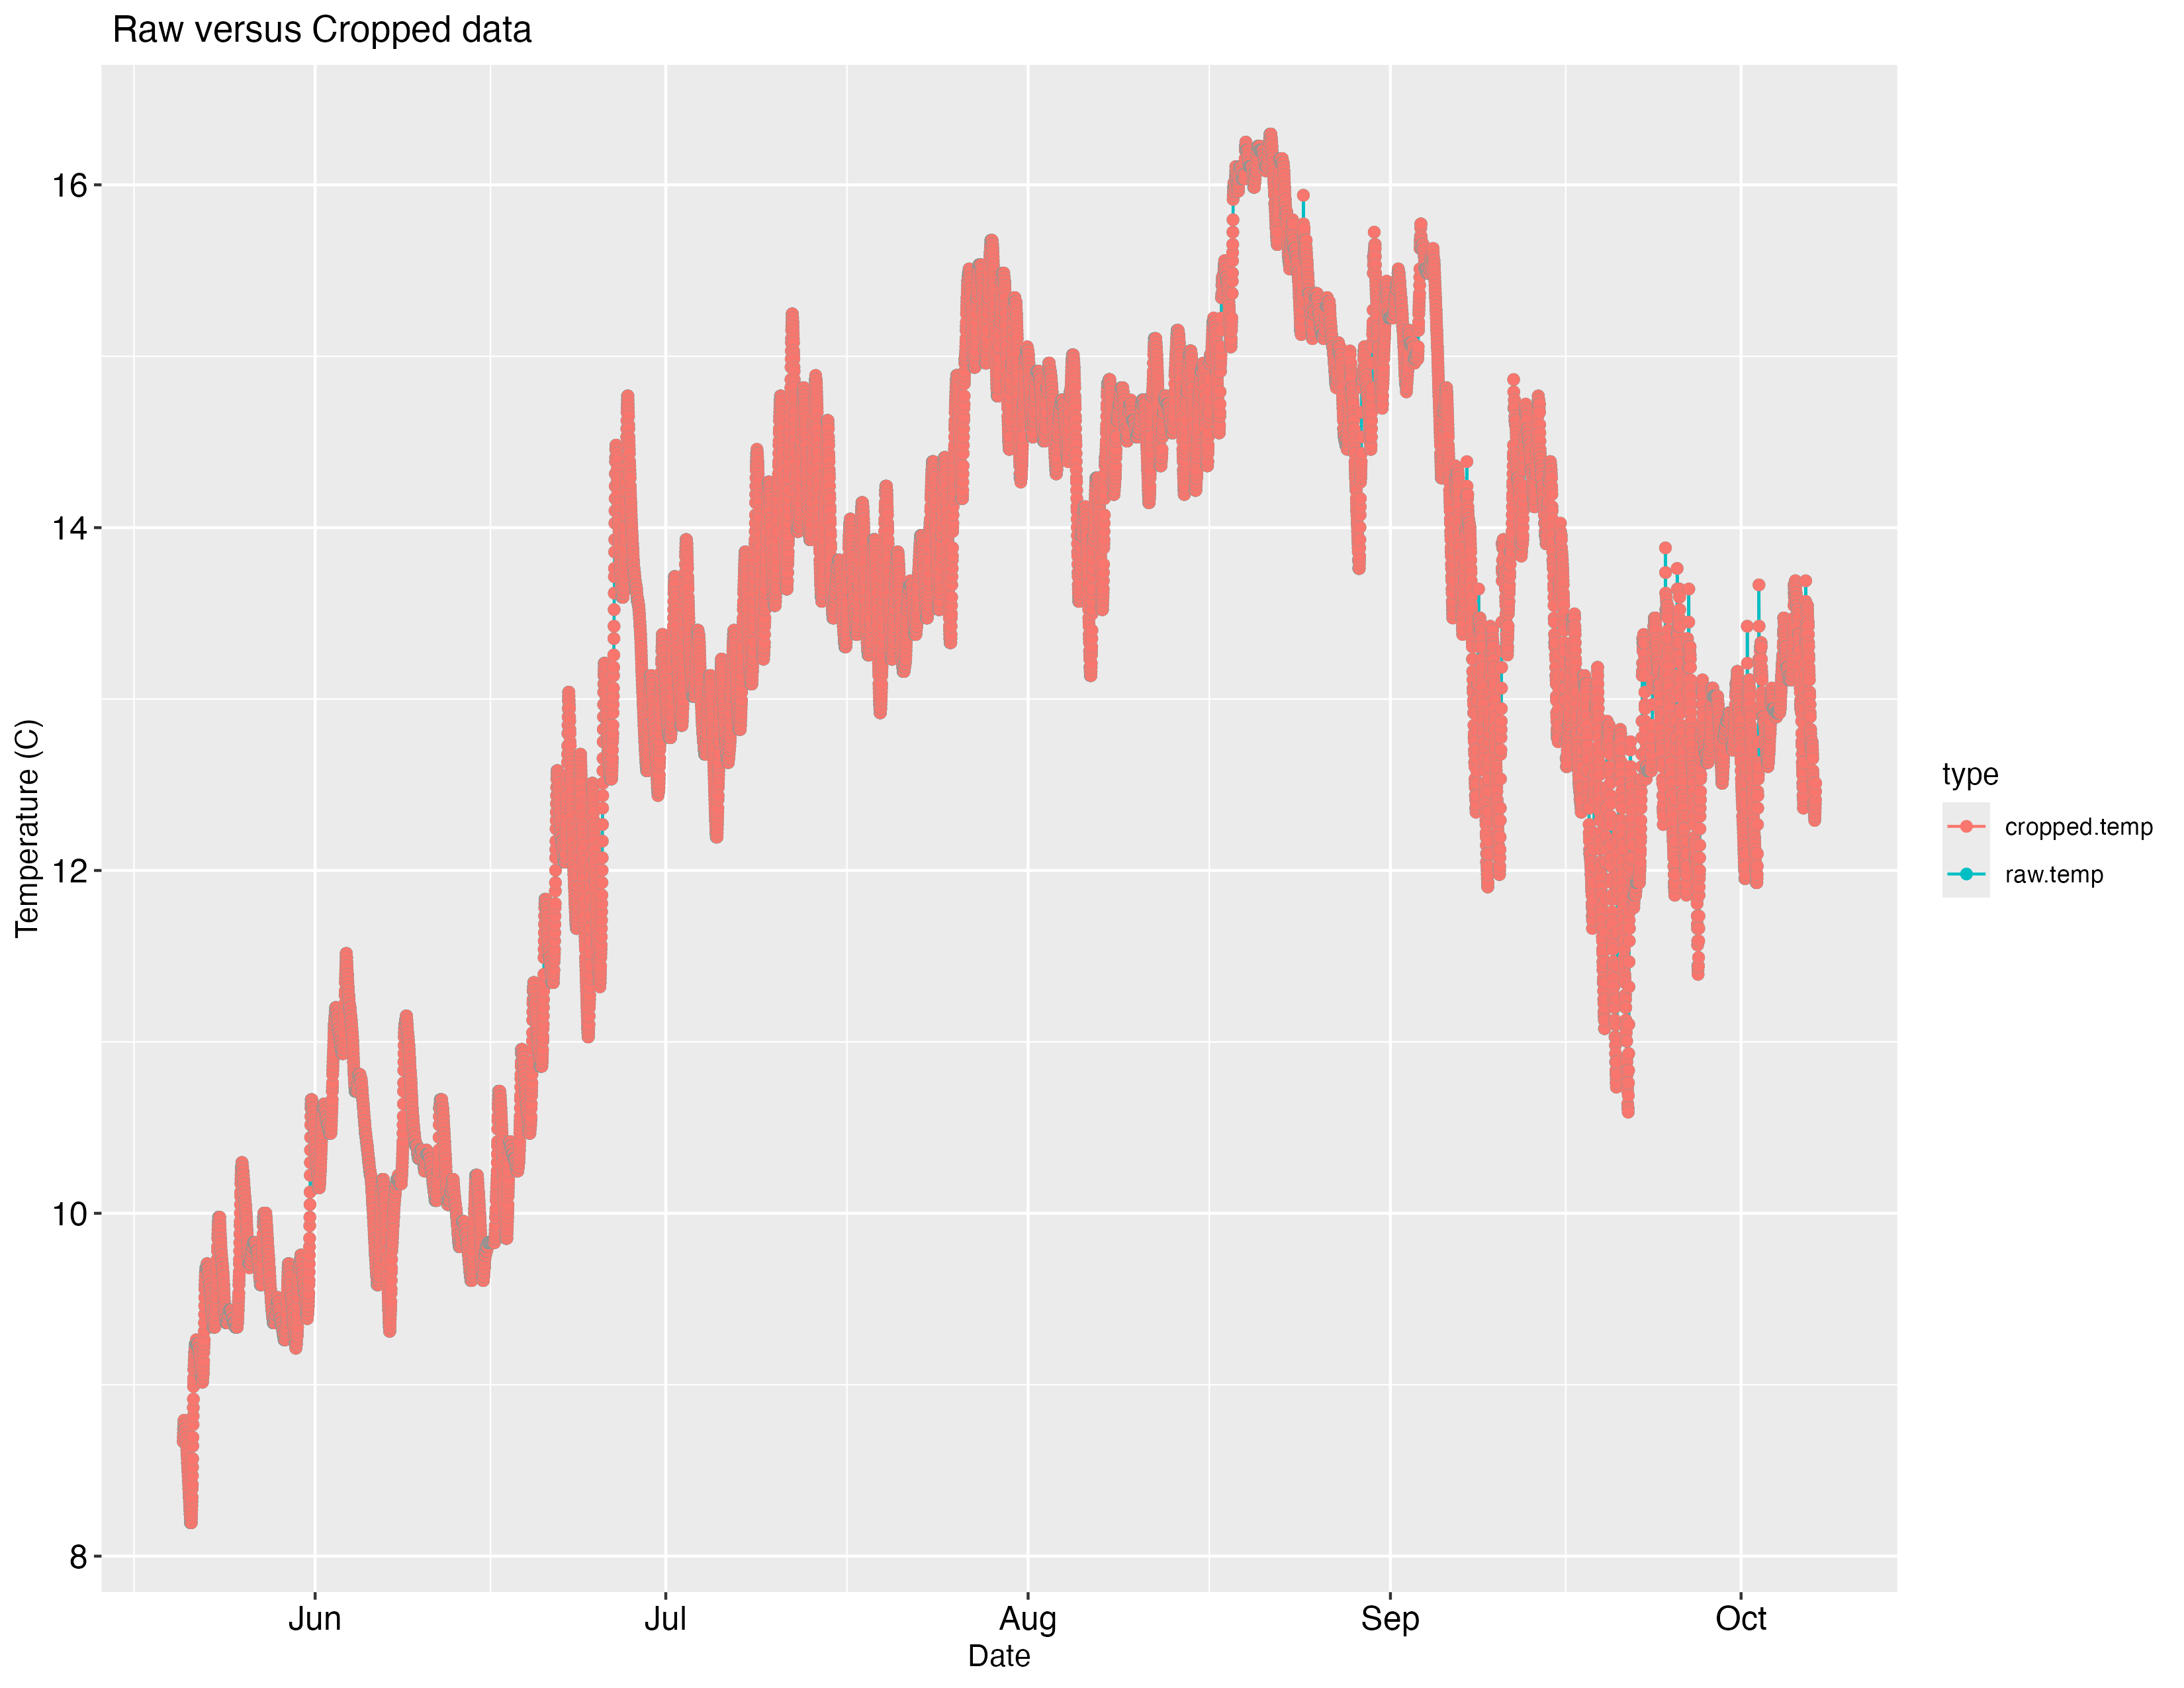 Raw versus Cropped data
Temperature (C)
16
14
12
10
8
Jun Jul Aug Sep Oct
Date
type
cropped.temp
raw.temp